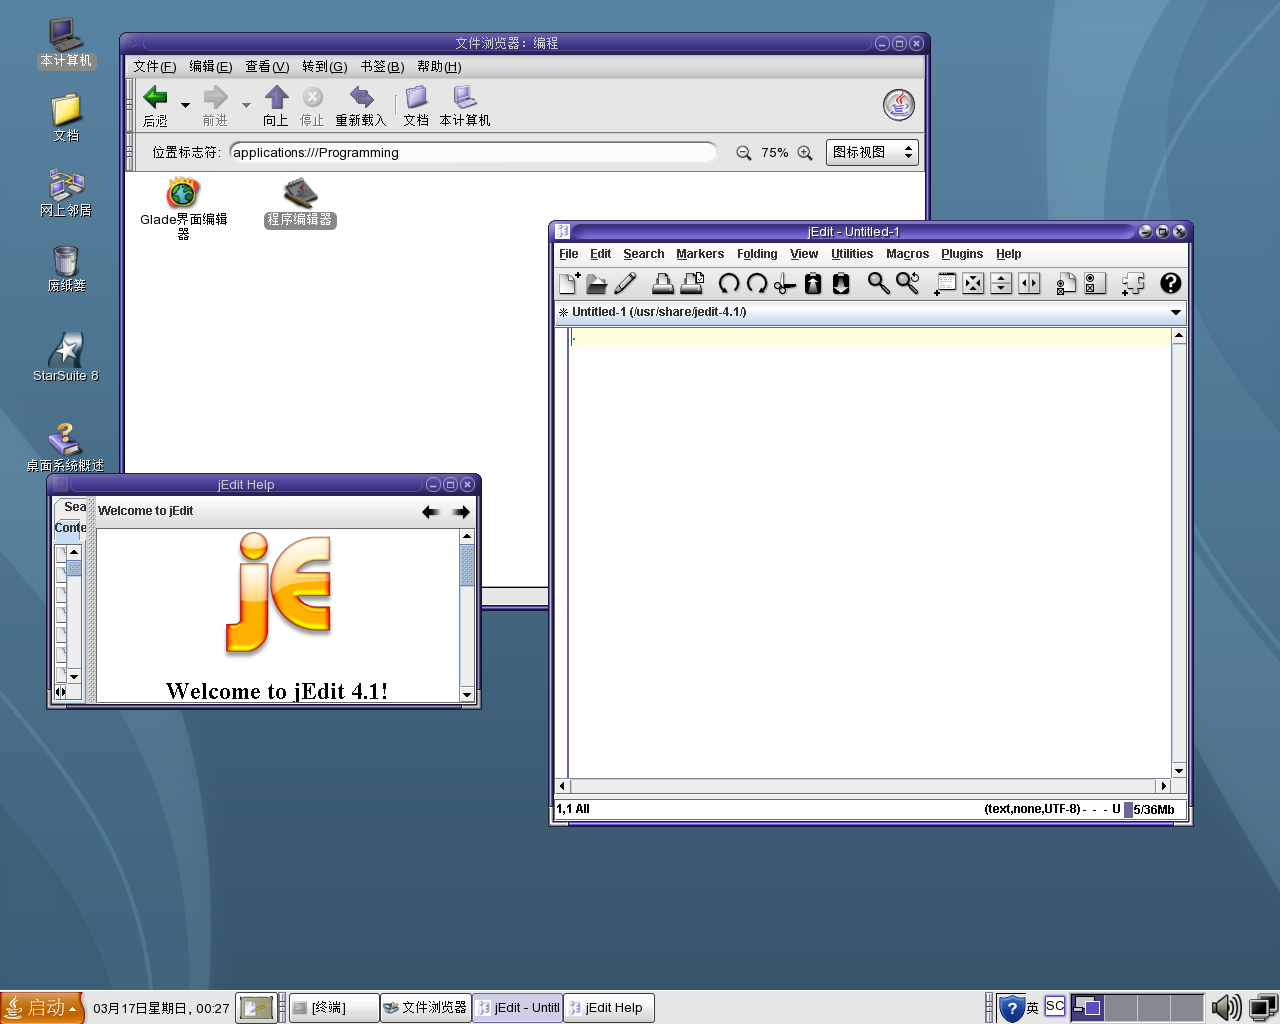 本计算机
文档
网上邻居
废纸篓
StarSuite 8
桌面系统概述
文件浏览器：编程
文件(F) 编辑(E) 查看(V) 转到(G) 书签(B) 帮助(H)
后退 前进 向上 停止 重新载入 文档 本计算机
位置标志符: applications:///Programming 75% 图标视图
Glade界面编辑
器
程序编辑器
jEdit - Untitled-1
File Edit Search Markers Folding View Utilities Macros Plugins Help
Untitled-1 (/usr/share/jedit-4.1/)
1,1 All (text,none,UTF-8) - - - U 5/36Mb
jEdit Help
Sea
Conte
Welcome to jEdit
jE
Welcome to jEdit 4.1!
启动 03月17日星期日, 00:27 [终端] 文件浏览器 jEdit - Untitl jEdit Help 英 SC